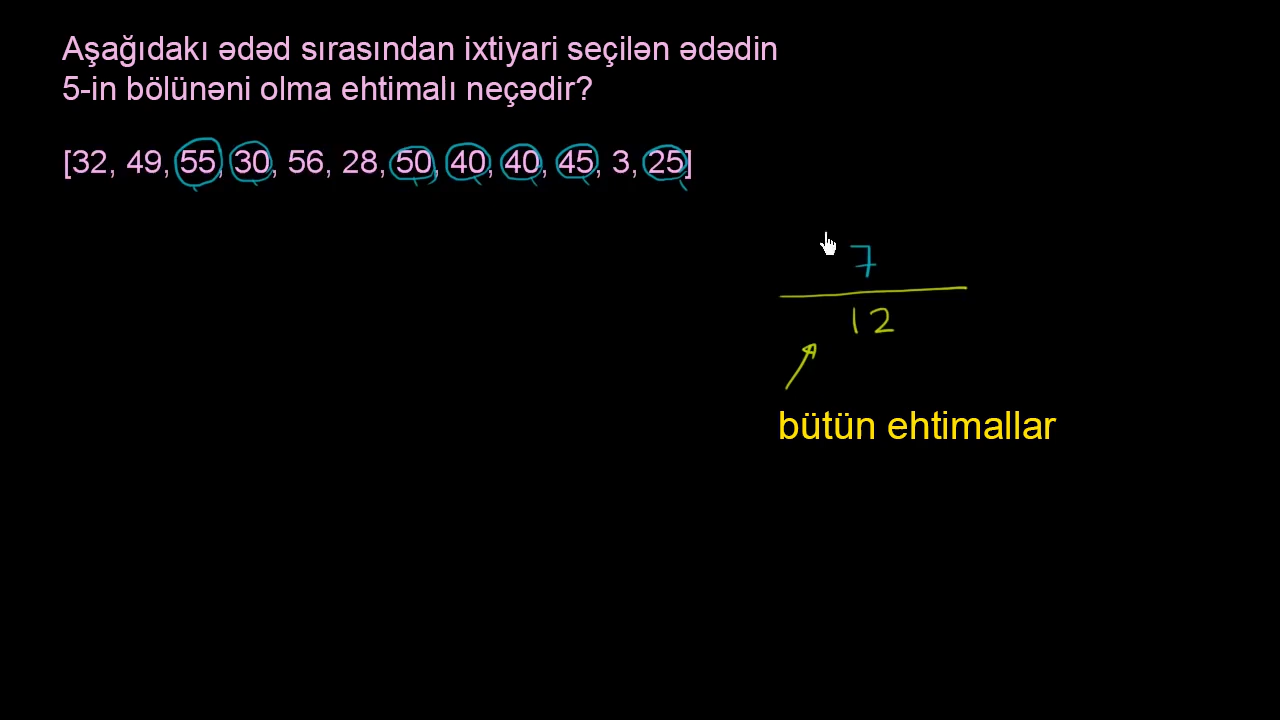 Aşağıdakı ədəd sırasından ixtiyari seçilən ədədin
5-in bölünəni olma ehtimalı neçədir?
[32, 49, 55, 30, 56, 28, 50, 40, 40, 45, 3, 25]
7
12
bütün ehtimallar